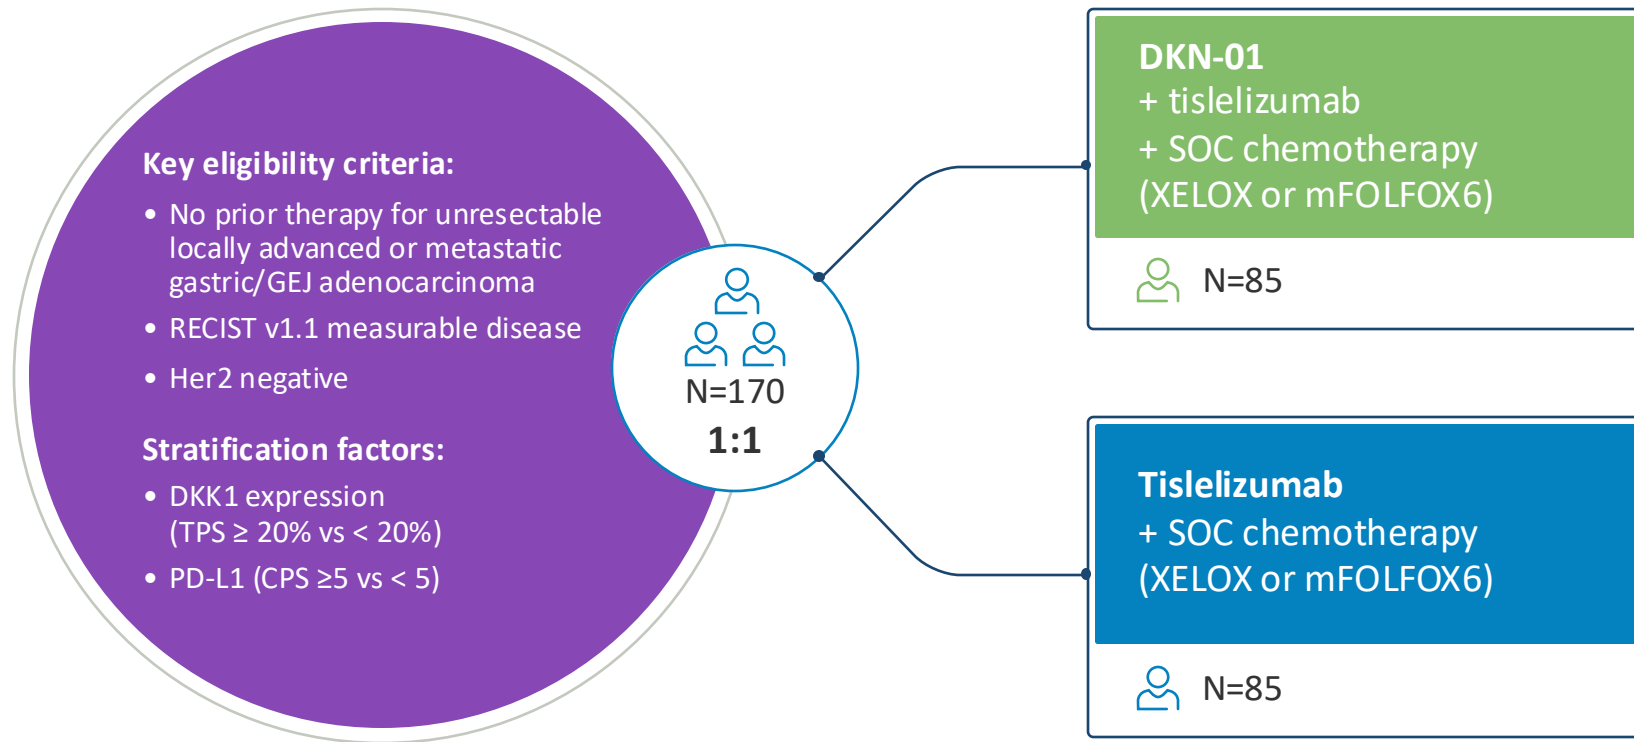 Key eligibility criteria:
• No prior therapy for unresectable
locally advanced or metastatic
gastric/GEJ adenocarcinoma
• RECIST v1.1 measurable disease
• Her2 negative
Stratification factors:
• DKK1 expression
(TPS ≥ 20% vs < 20%)
• PD-L1 (CPS ≥5 vs < 5)
N=170
1:1
DKN-01
+ tislelizumab
+ SOC chemotherapy
(XELOX or mFOLFOX6)
N=85
Tislelizumab
+ SOC chemotherapy
(XELOX or mFOLFOX6)
N=85